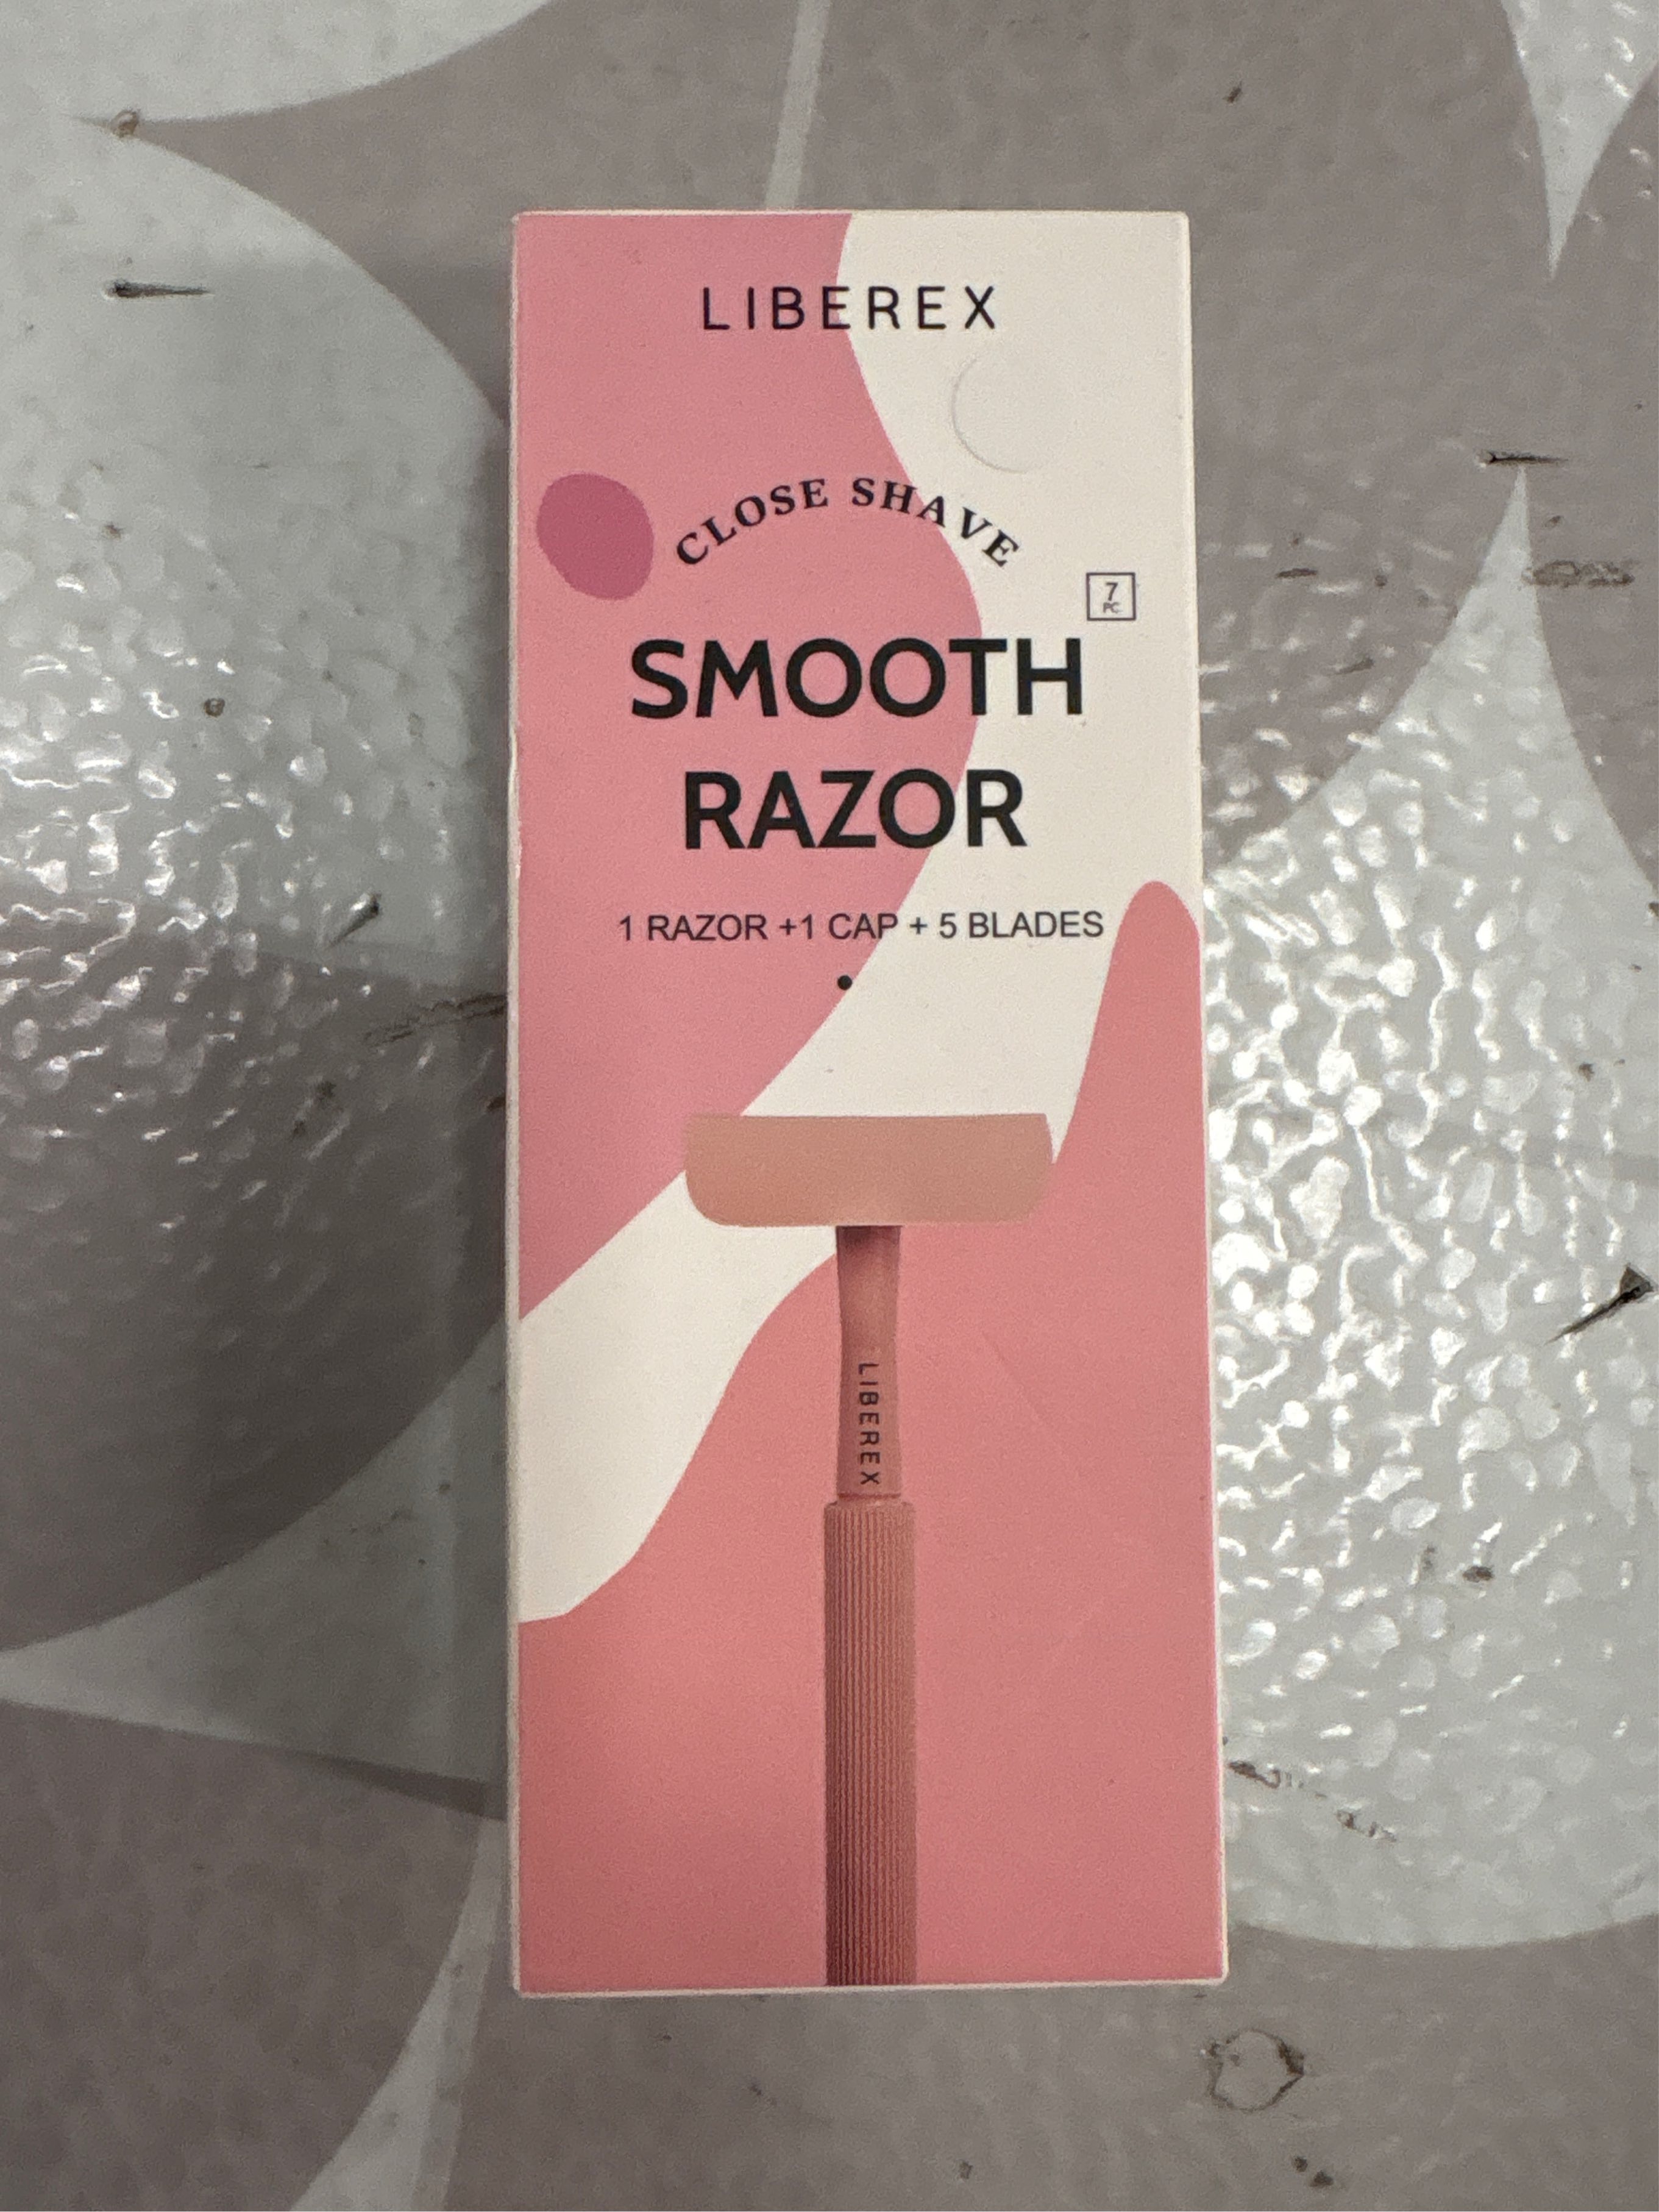 LIBEREX
CLOSE SHAVE
7
PC
SMOOTH
RAZOR
1 RAZOR +1 CAP + 5 BLADES
LIBEREX